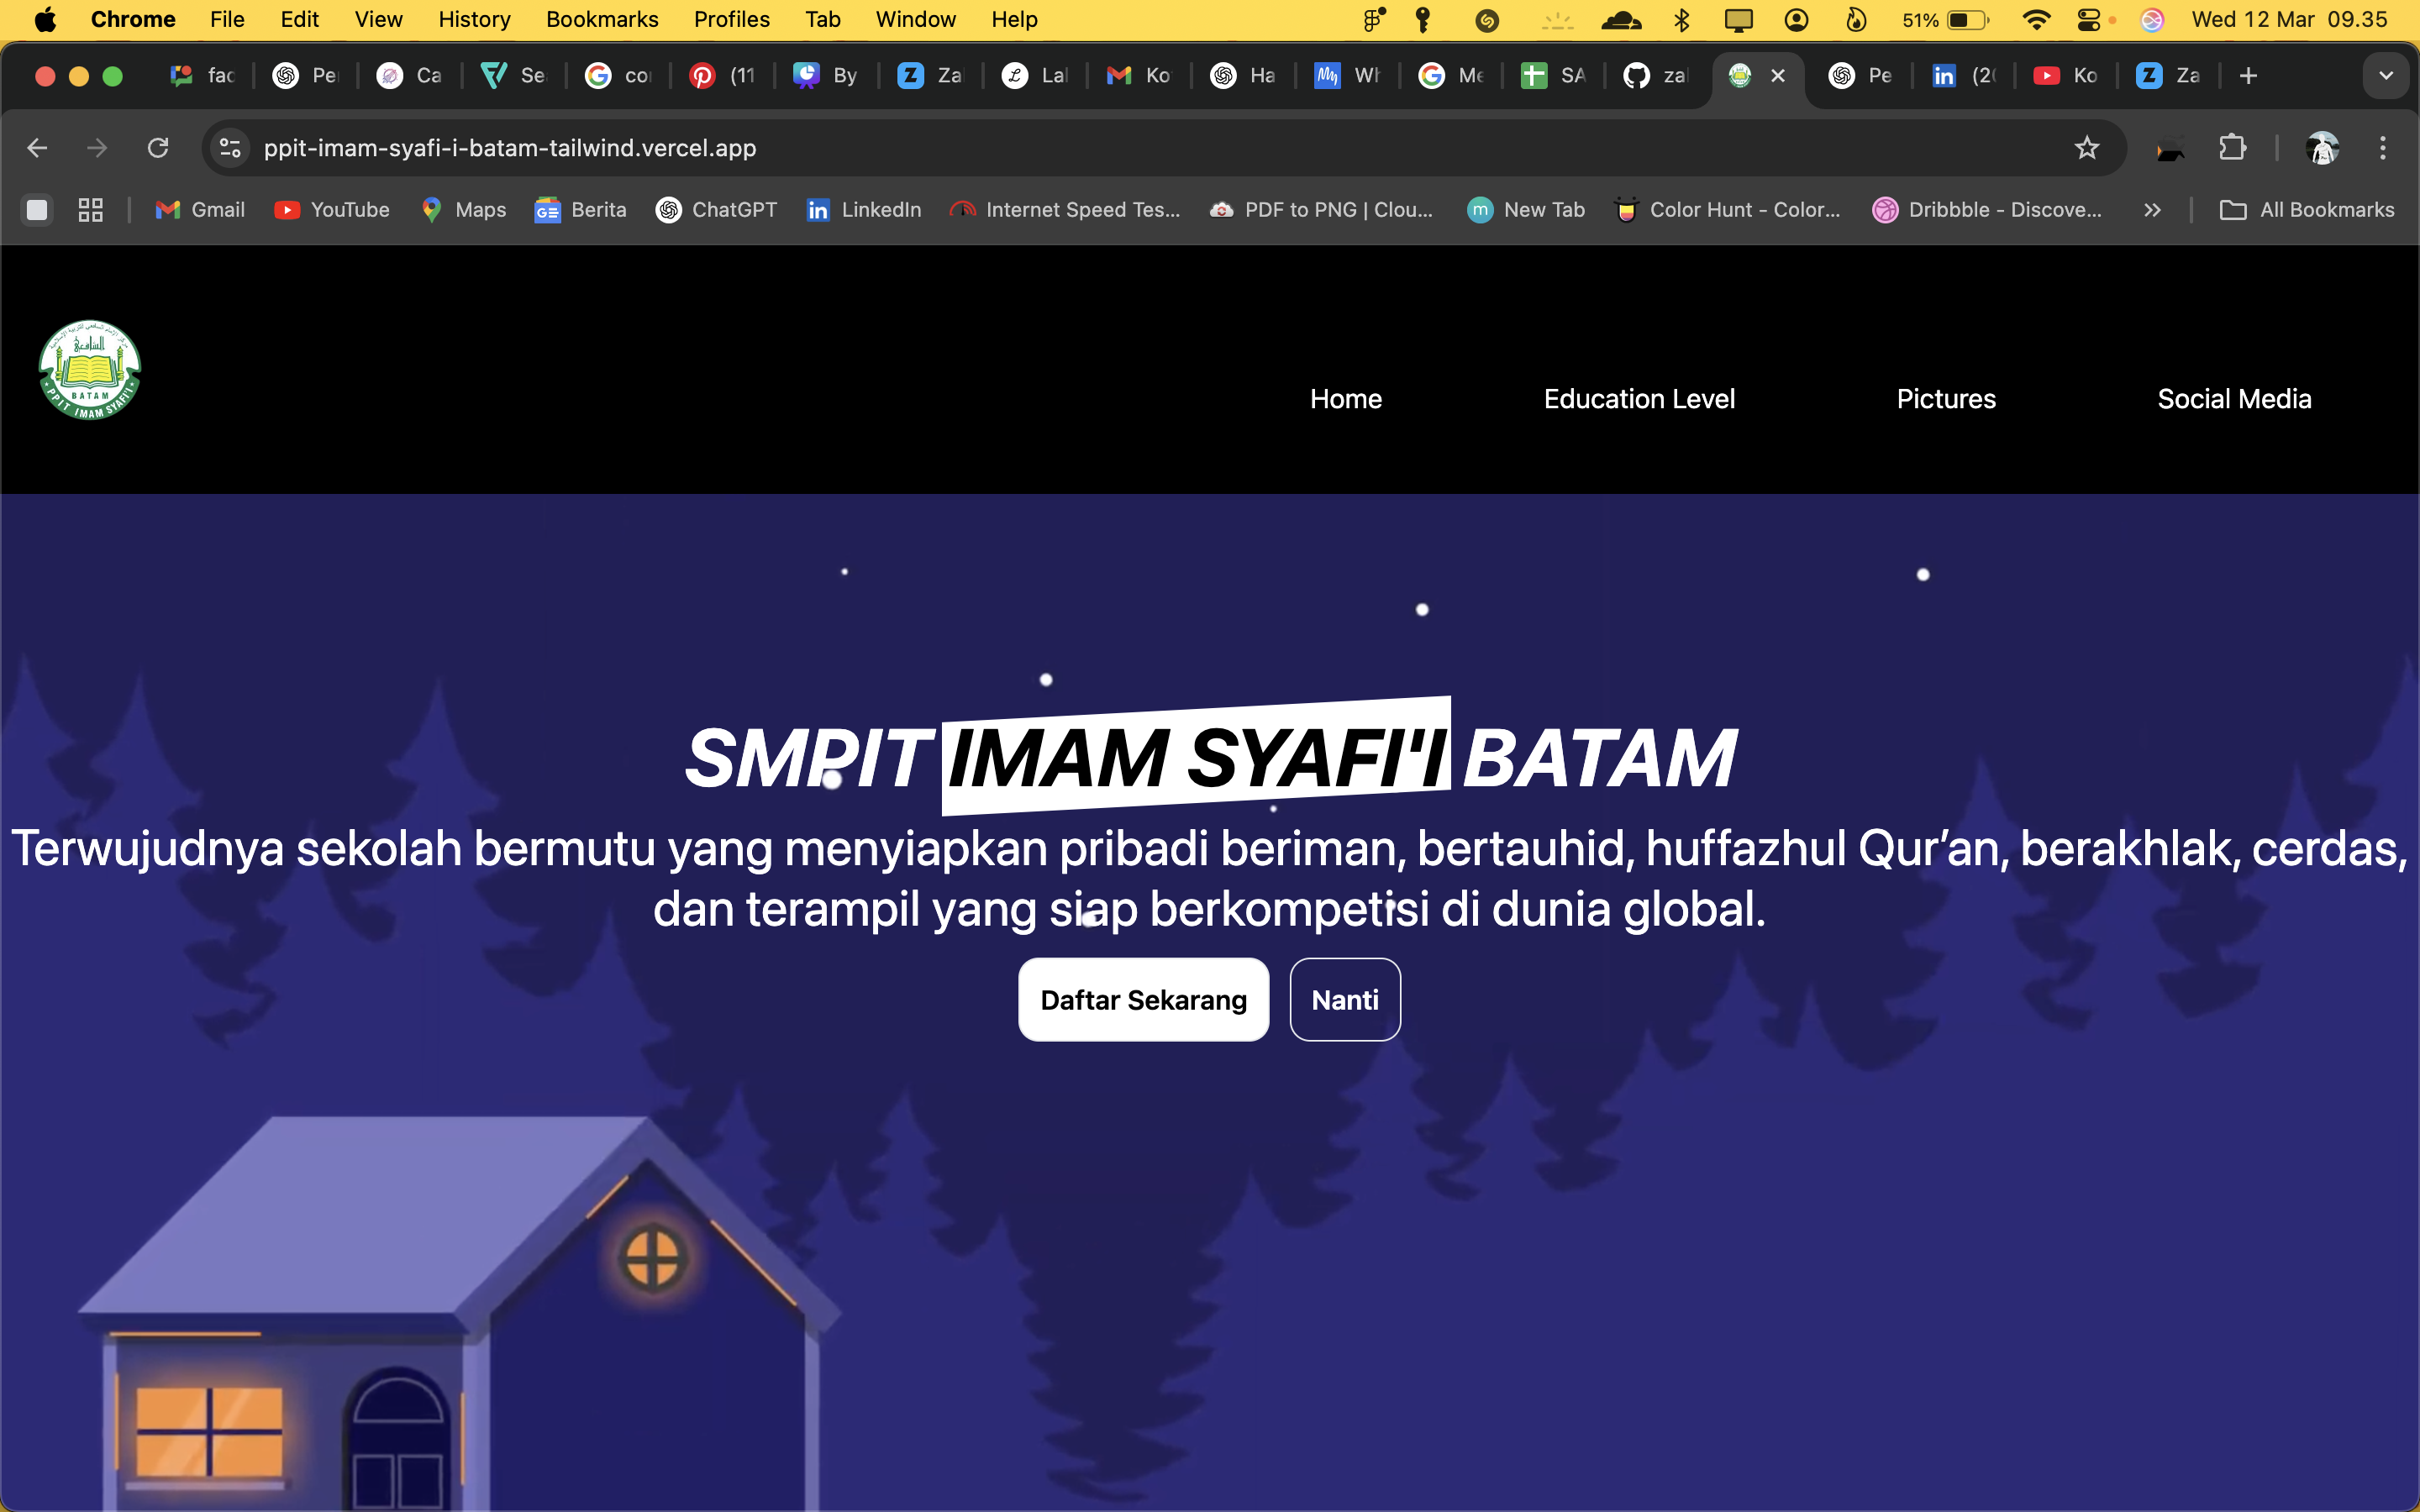 Chrome File Edit View History Bookmarks Profiles Tab Window Help 51% Wed 12 Mar 09.35
fac Pe Ca Se co (11 By Za Lal Ko Ha Wh Me SA zal Pe (20 Ko Za
ppit-imam-syafi-i-batam-tailwind.vercel.app
Gmail YouTube Maps Berita ChatGPT LinkedIn Internet Speed Tes... PDF to PNG | Clou... New Tab Color Hunt - Color... Dribbble - Discove... All Bookmarks
الشافعي
BATAM
PPIT IMAM SYAFI'I
Home Education Level Pictures Social Media
SMPIT IMAM SYAFI'I BATAM
Terwujudnya sekolah bermutu yang menyiapkan pribadi beriman, bertauhid, huffazhul Qur’an, berakhlak, cerdas,
dan terampil yang siap berkompetisi di dunia global.
Daftar Sekarang Nanti